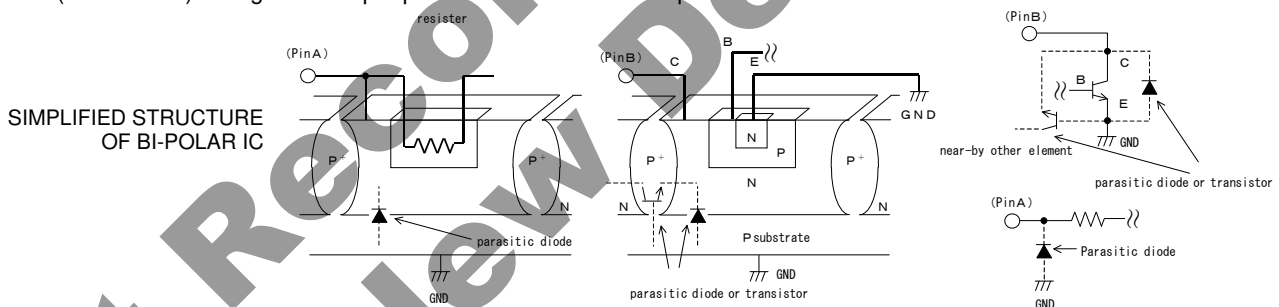 resister
(PinA)
SIMPLIFIED STRUCTURE
OF BI-POLAR IC
P+
P+
N
parasitic diode
GND
(PinB)
C
B
E
GND
P+
N
P
P+
N
N
N
P substrate
GND
parasitic diode or transistor
(PinB)
C
B
E
GND
near-by other element
parasitic diode or transistor
(PinA)
Parasitic diode
GND